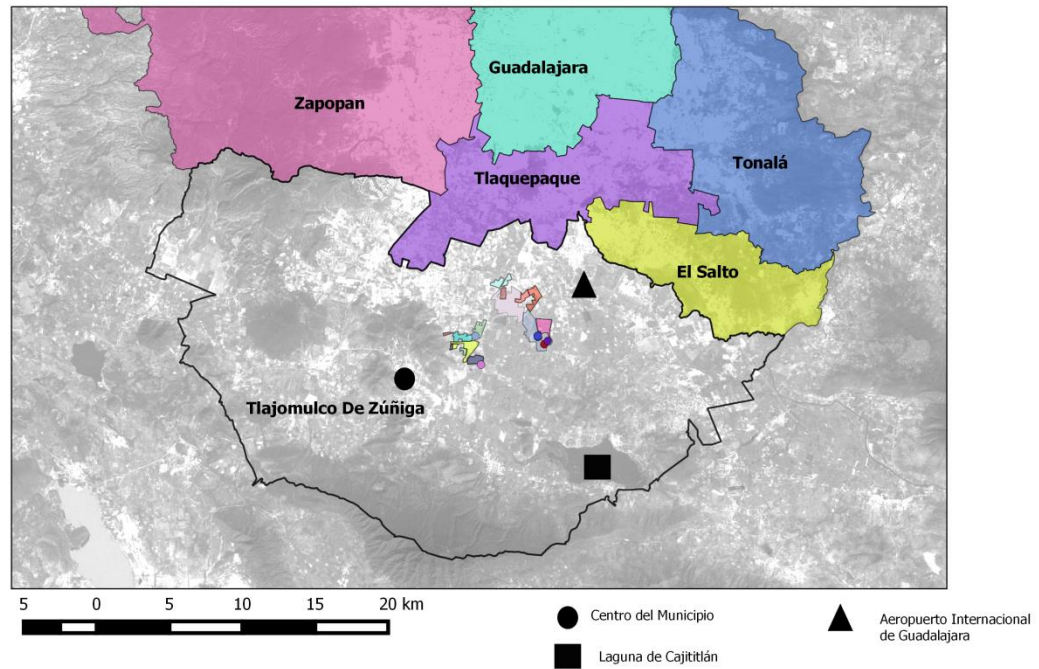 Guadalajara
Zapopan
Tonalá
Tlaquepaque
El Salto
Tlajomulco De Zúñiga
5 0 5 10 15 20 km
Centro del Municipio
Aeropuerto Internacional
de Guadalajara
Laguna de Cajititlán